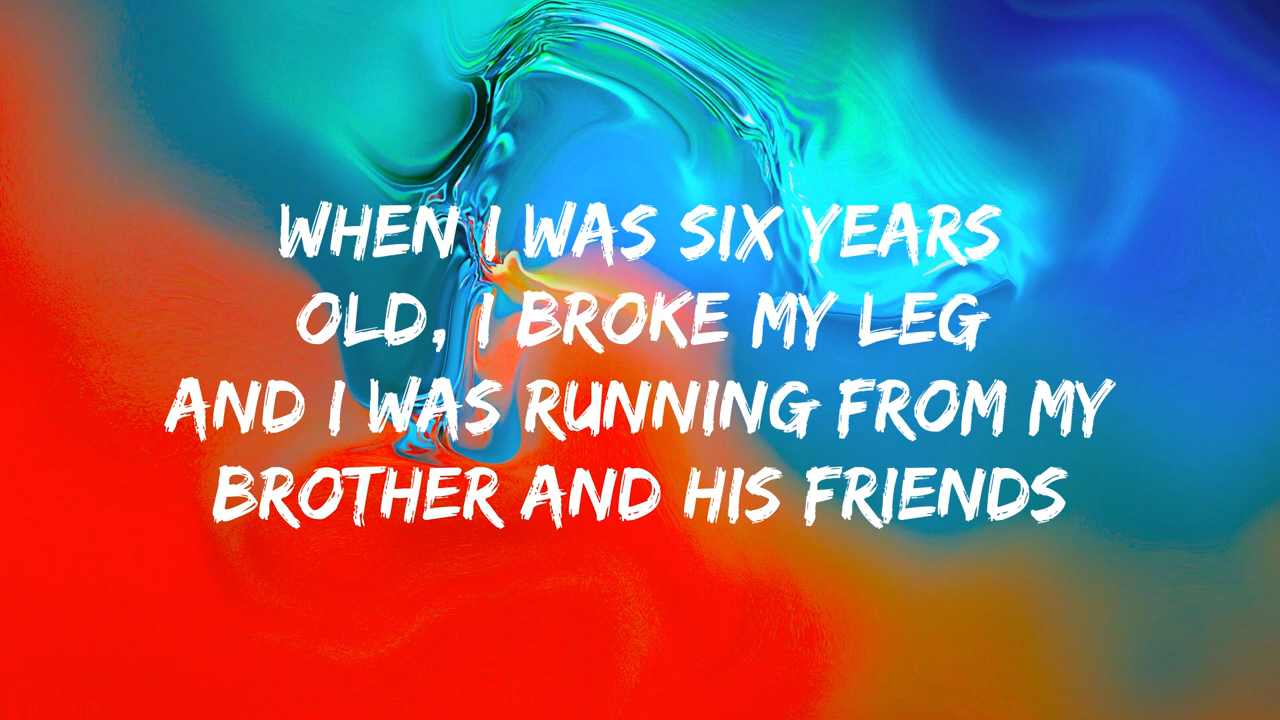 WHEN I WAS SIX YEARS
OLD, I BROKE MY LEG
AND I WAS RUNNING FROM MY
BROTHER AND HIS FRIENDS